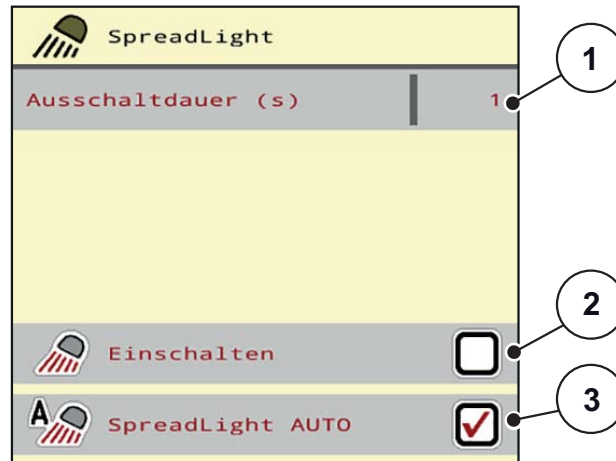 SpreadLight
Ausschaltdauer (s) 1
1
Einschalten
2
A
SpreadLight AUTO
3